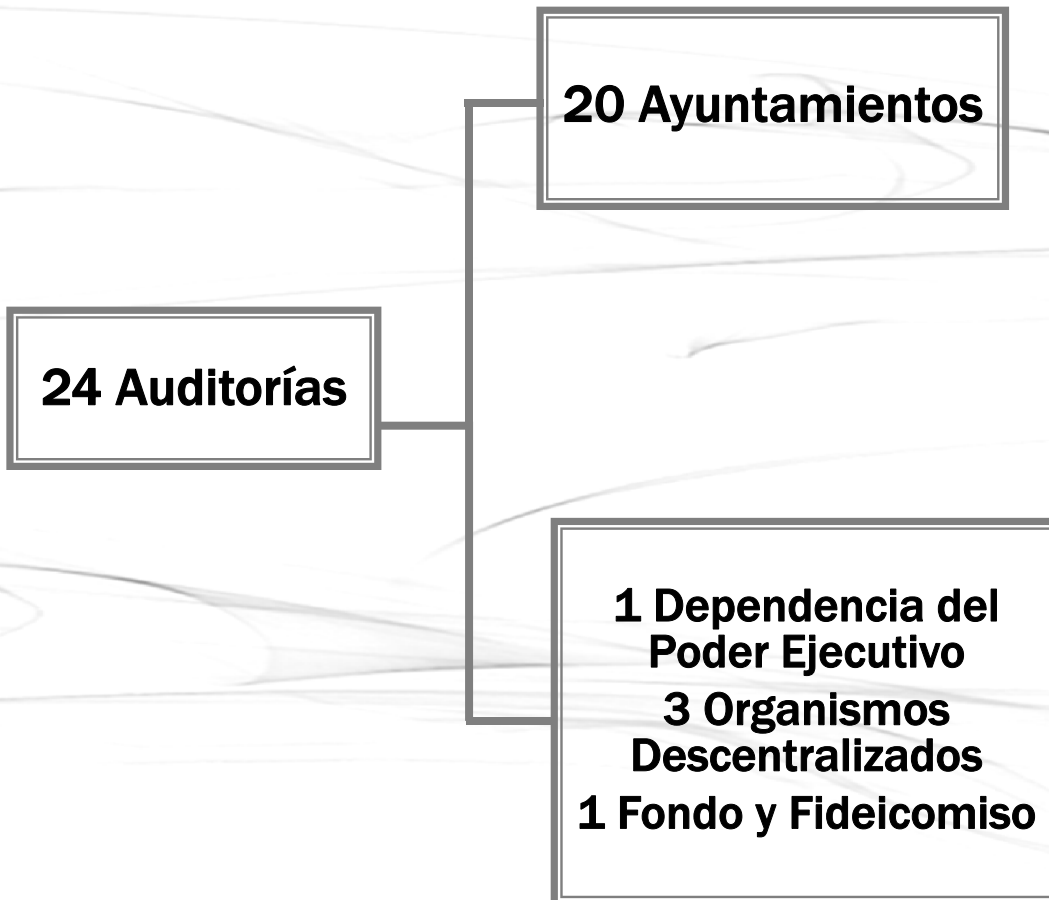 20 Ayuntamientos
24 Auditorías
1 Dependencia del
Poder Ejecutivo
3 Organismos
Descentralizados
1 Fondo y Fideicomiso